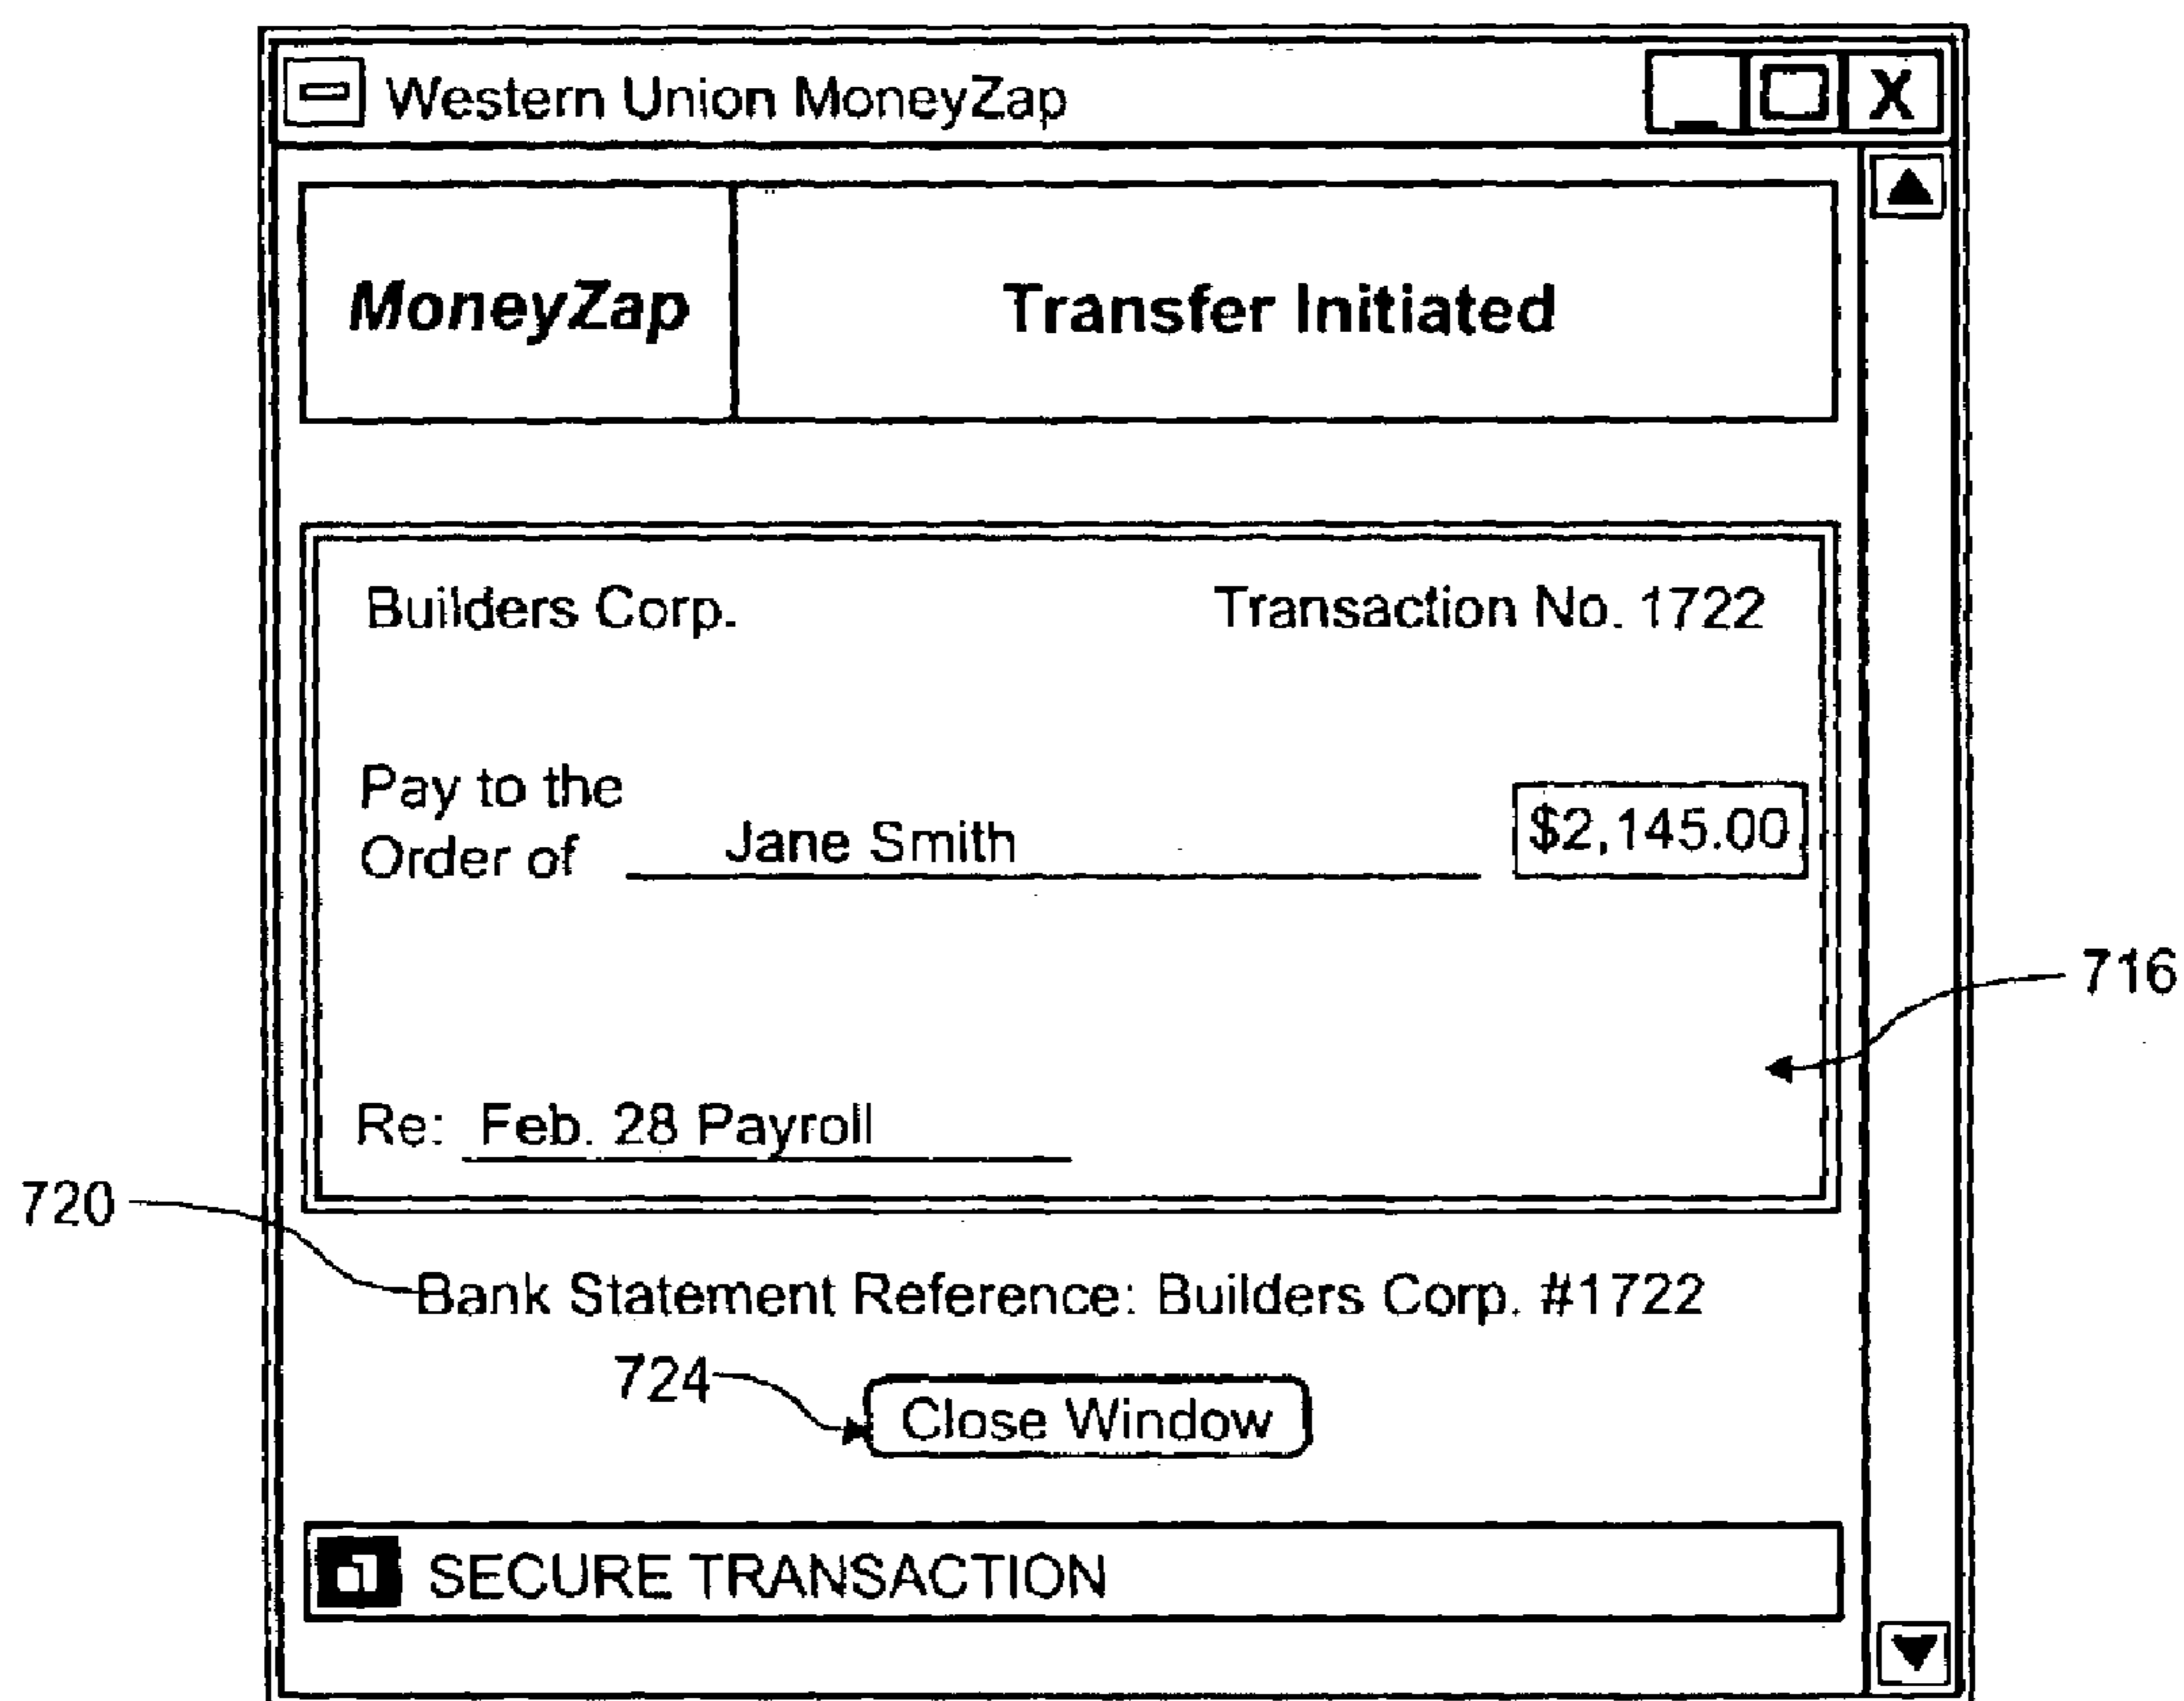 Western Union MoneyZap
X
MoneyZap
Transfer Initiated
Builders Corp.
Transaction No. 1722
Pay to the
Order of Jane Smith $2,145.00
716
Re: Feb. 28 Payroll
720
Bank Statement Reference: Builders Corp. #1722
724
Close Window
SECURE TRANSACTION